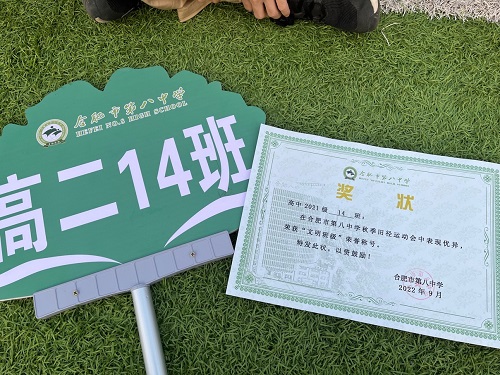 合肥市第八中学
HEFEI NO.8 HIGH SCHOOL
高二14班
合肥市第八中学
奖 状
高中 2021 级 14 班:
在合肥市第八中学秋季田径运动会中表现优异,
荣获“文明班级”荣誉称号,
特发此状,以资鼓励!
合肥市第八中学
2022 年 9 月